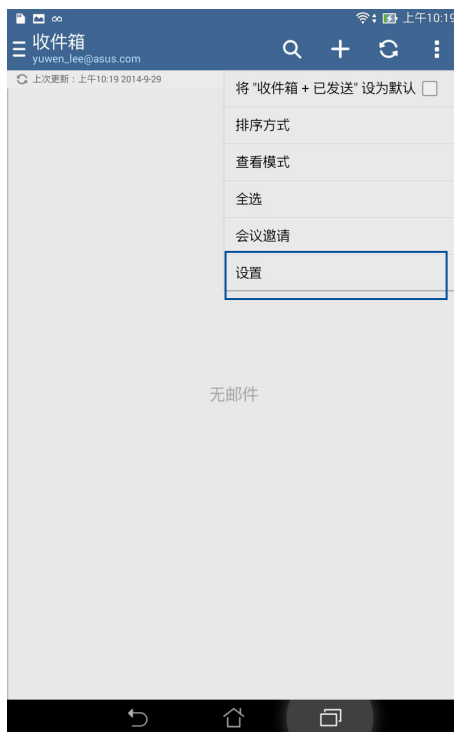 上午10:19
收件箱
yuwen_lee@asus.com
上次更新：上午10:19 2014-9-29
将 "收件箱 + 已发送" 设为默认
排序方式
查看模式
全选
会议邀请
设置
无邮件